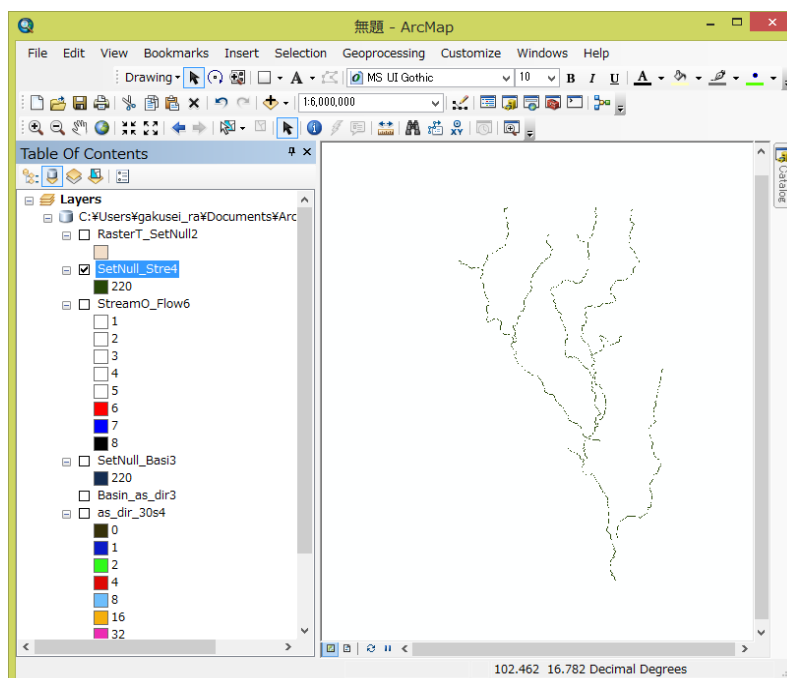 無題 - ArcMap
File Edit View Bookmarks Insert Selection Geoprocessing Customize Windows Help
Drawing MS UI Gothic 10 B I U A
1:6,000,000
Table Of Contents
Layers
C:¥Users¥gakusei_ra¥Documents¥Arc
RasterT_SetNull2
SetNull_Stre4
220
StreamO_Flow6
1
2
3
4
5
6
7
8
SetNull_Basi3
220
Basin_as_dir3
as_dir_30s4
0
1
2
4
8
16
32
Catalog
102.462 16.782 Decimal Degrees